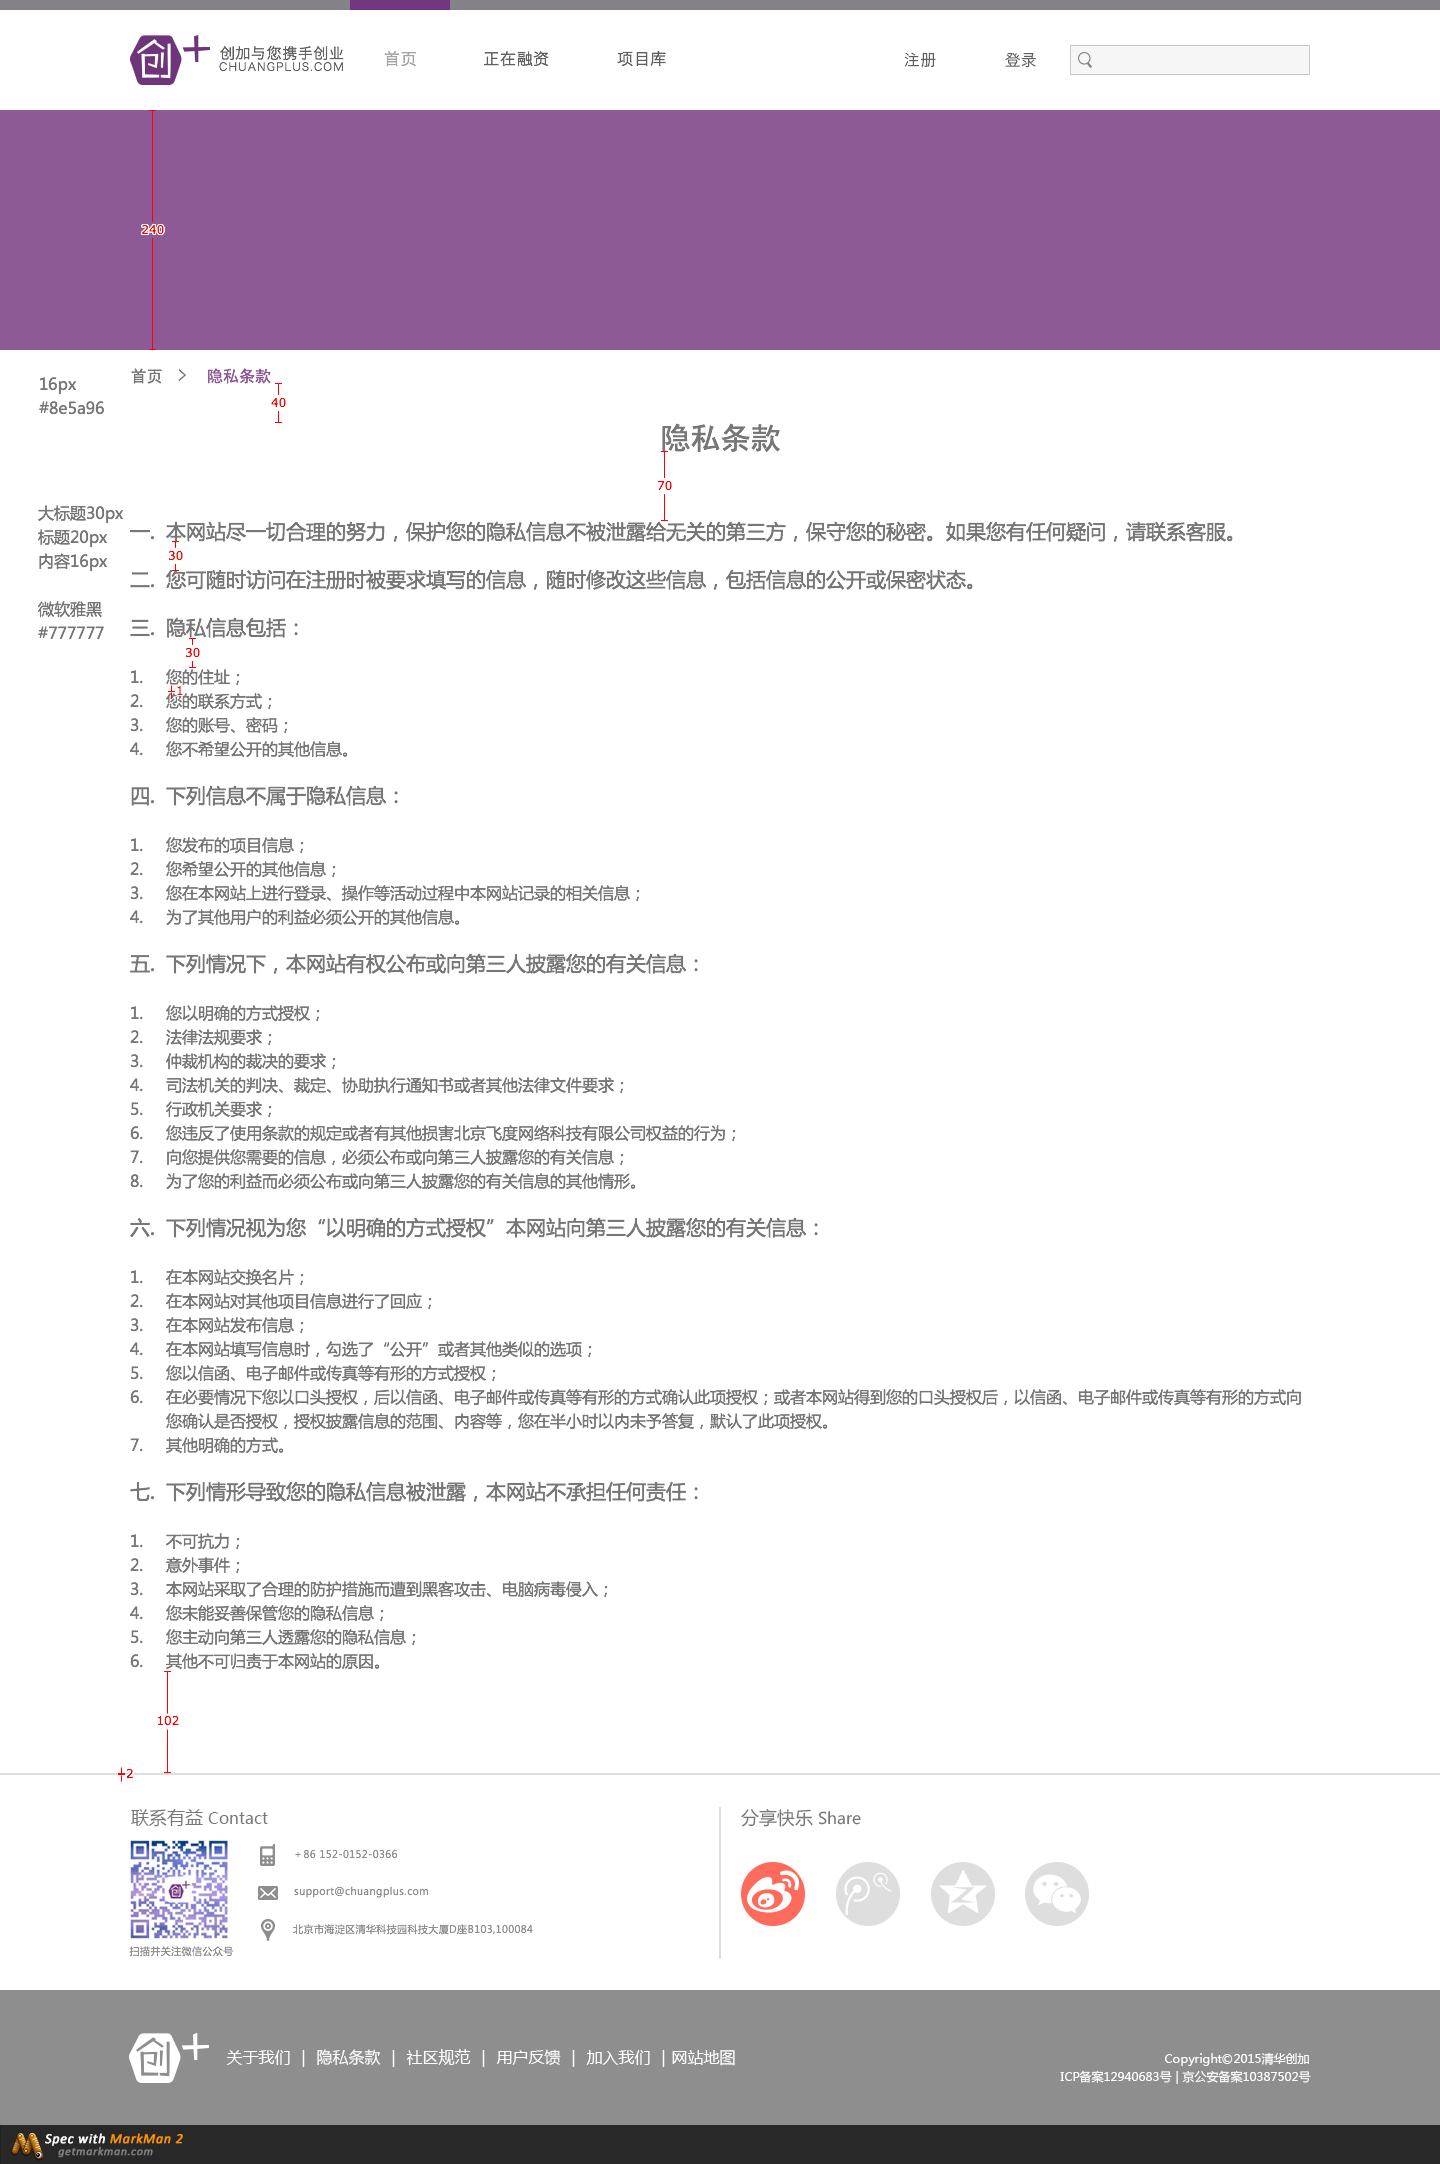 创+ 创加与您携手创业
CHUANGPLUS.COM
首页 正在融资 项目库 注册 登录
240
首页 > 隐私条款
16px
#8e5a96
40
隐私条款
70
大标题30px
标题20px
内容16px
微软雅黑
#777777
一. 本网站尽一切合理的努力，保护您的隐私信息不被泄露给无关的第三方，保守您的秘密。如果您有任何疑问，请联系客服。
30
二. 您可随时访问在注册时被要求填写的信息，随时修改这些信息，包括信息的公开或保密状态。
三. 隐私信息包括：
30
1. 您的住址；
1
2. 您的联系方式；
3. 您的账号、密码；
4. 您不希望公开的其他信息。
四. 下列信息不属于隐私信息：
1. 您发布的项目信息；
2. 您希望公开的其他信息；
3. 您在本网站上进行登录、操作等活动过程中本网站记录的相关信息；
4. 为了其他用户的利益必须公开的其他信息。
五. 下列情况下，本网站有权公布或向第三人披露您的有关信息：
1. 您以明确的方式授权；
2. 法律法规要求；
3. 仲裁机构的裁决的要求；
4. 司法机关的判决、裁定、协助执行通知书或者其他法律文件要求；
5. 行政机关要求；
6. 您违反了使用条款的规定或者有其他损害北京飞度网络科技有限公司权益的行为；
7. 向您提供您需要的信息，必须公布或向第三人披露您的有关信息；
8. 为了您的利益而必须公布或向第三人披露您的有关信息的其他情形。
六. 下列情况视为您“以明确的方式授权”本网站向第三人披露您的有关信息：
1. 在本网站交换名片；
2. 在本网站对其他项目信息进行了回应；
3. 在本网站发布信息；
4. 在本网站填写信息时，勾选了“公开”或者其他类似的选项；
5. 您以信函、电子邮件或传真等有形的方式授权；
6. 在必要情况下您以口头授权，后以信函、电子邮件或传真等有形的方式确认此项授权；或者本网站得到您的口头授权后，以信函、电子邮件或传真等有形的方式向
您确认是否授权，授权披露信息的范围、内容等，您在半小时以内未予答复，默认了此项授权。
7. 其他明确的方式。
七. 下列情形导致您的隐私信息被泄露，本网站不承担任何责任：
1. 不可抗力；
2. 意外事件；
3. 本网站采取了合理的防护措施而遭到黑客攻击、电脑病毒侵入；
4. 您未能妥善保管您的隐私信息；
5. 您主动向第三人透露您的隐私信息；
6. 其他不可归责于本网站的原因。
102
2
联系有益 Contact
+86 152-0152-0366
support@chuangplus.com
北京市海淀区清华科技园科技大厦D座B103,100084
扫描并关注微信公众号
分享快乐 Share
创+ 关于我们 | 隐私条款 | 社区规范 | 用户反馈 | 加入我们 | 网站地图
Copyright©2015清华创加
ICP备案12940683号 | 京公安备案10387502号
Spec with MarkMan 2
getmarkman.com